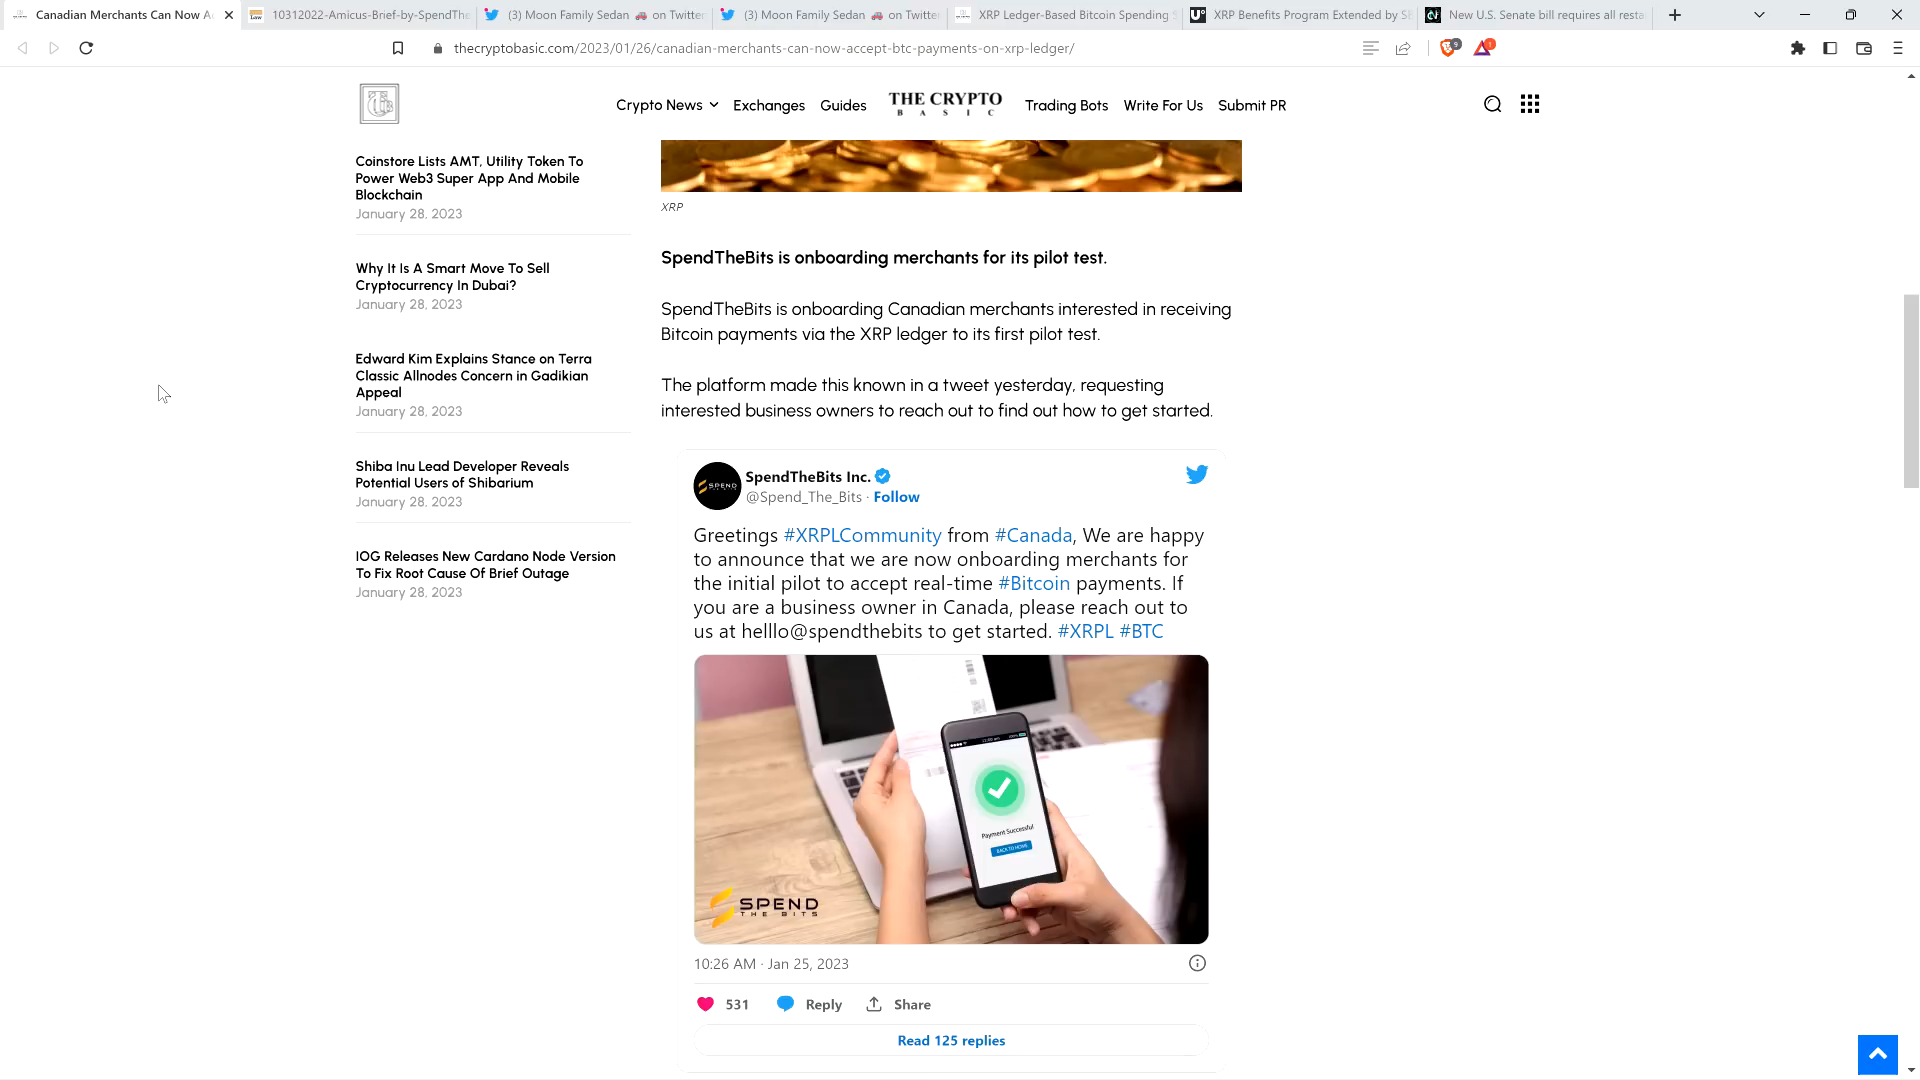 Canadian Merchants Can Now A
10312022-Amicus-Brief-by-SpendThe
(3) Moon Family Sedan 🚗 on Twitter
(3) Moon Family Sedan 🚗 on Twitte
XRP Ledger-Based Bitcoin Spending
XRP Benefits Program Extended by S
New U.S. Senate bill requires all resta
thecryptobasic.com/2023/01/26/canadian-merchants-can-now-accept-btc-payments-on-xrp-ledger/
9
1
Crypto News
Exchanges
Guides
THE CRYPTO
BASIC
Trading Bots
Write For Us
Submit PR
Coinstore Lists AMT, Utility Token To
Power Web3 Super App And Mobile
Blockchain
January 28, 2023
Why It Is A Smart Move To Sell
Cryptocurrency In Dubai?
January 28, 2023
Edward Kim Explains Stance on Terra
Classic Allnodes Concern in Gadikian
Appeal
January 28, 2023
Shiba Inu Lead Developer Reveals
Potential Users of Shibarium
January 28, 2023
IOG Releases New Cardano Node Version
To Fix Root Cause Of Brief Outage
January 28, 2023
XRP
SpendTheBits is onboarding merchants for its pilot test.
SpendTheBits is onboarding Canadian merchants interested in receiving
Bitcoin payments via the XRP ledger to its first pilot test.
The platform made this known in a tweet yesterday, requesting
interested business owners to reach out to find out how to get started.
SPEND
SpendTheBits Inc.
@Spend_The_Bits · Follow
Greetings #XRPLCommunity from #Canada, We are happy
to announce that we are now onboarding merchants for
the initial pilot to accept real-time #Bitcoin payments. If
you are a business owner in Canada, please reach out to
us at helllo@spendthebits to get started. #XRPL #BTC
Payment Successful
BACK TO HOME
SPEND
THE BITS
10:26 AM · Jan 25, 2023
531
Reply
Share
Read 125 replies